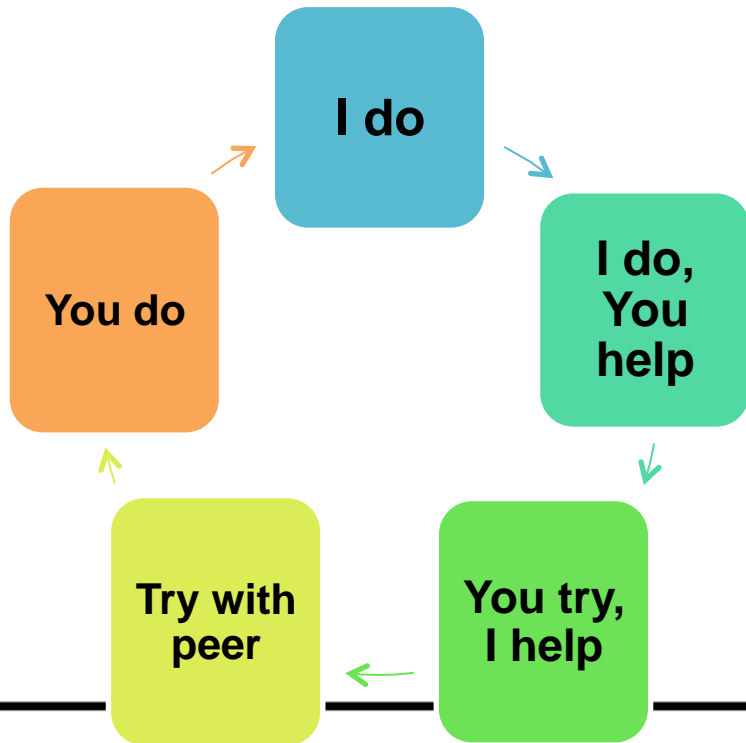 I do
I do,
You
help
You try,
I help
Try with
peer
You do